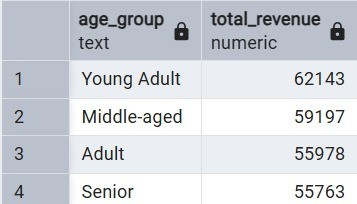 age_group total_revenue
text numeric
1 Young Adult 62143
2 Middle-aged 59197
3 Adult 55978
4 Senior 55763